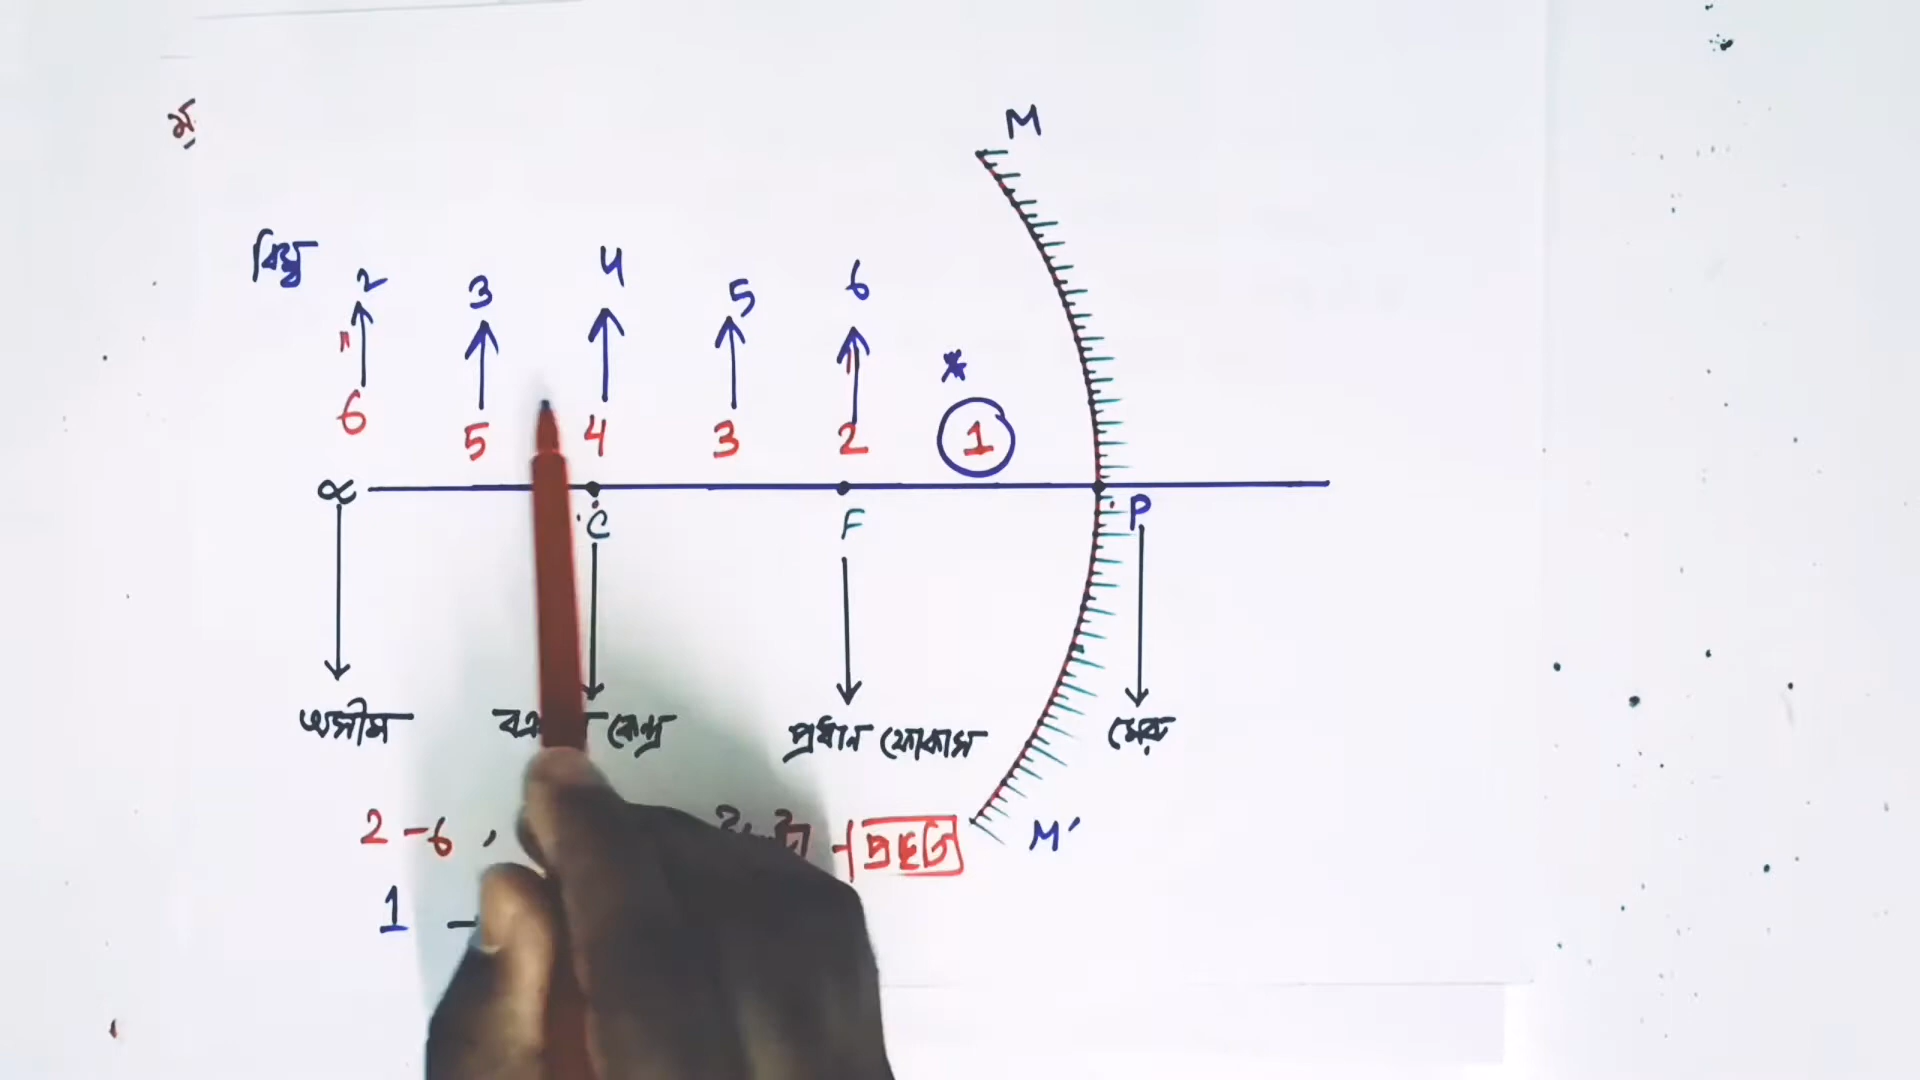 M
বিম্ব 2 3 4 5 6
6 5 4 3 2 1
∝ C F P
অসীম কেন্দ্র প্রধান ফোকাস মেরু
2 - 6 ,
1 -
M′